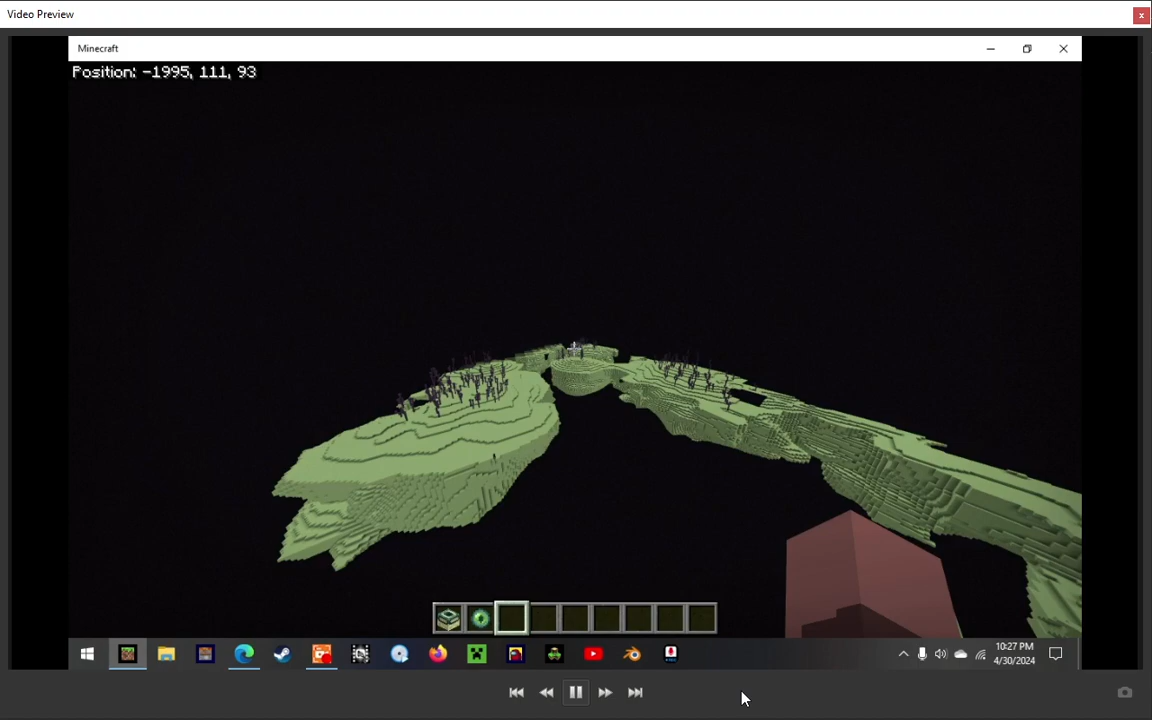 Video Preview
Minecraft
Position: -1995, 111, 93
10:27 PM
4/30/2024